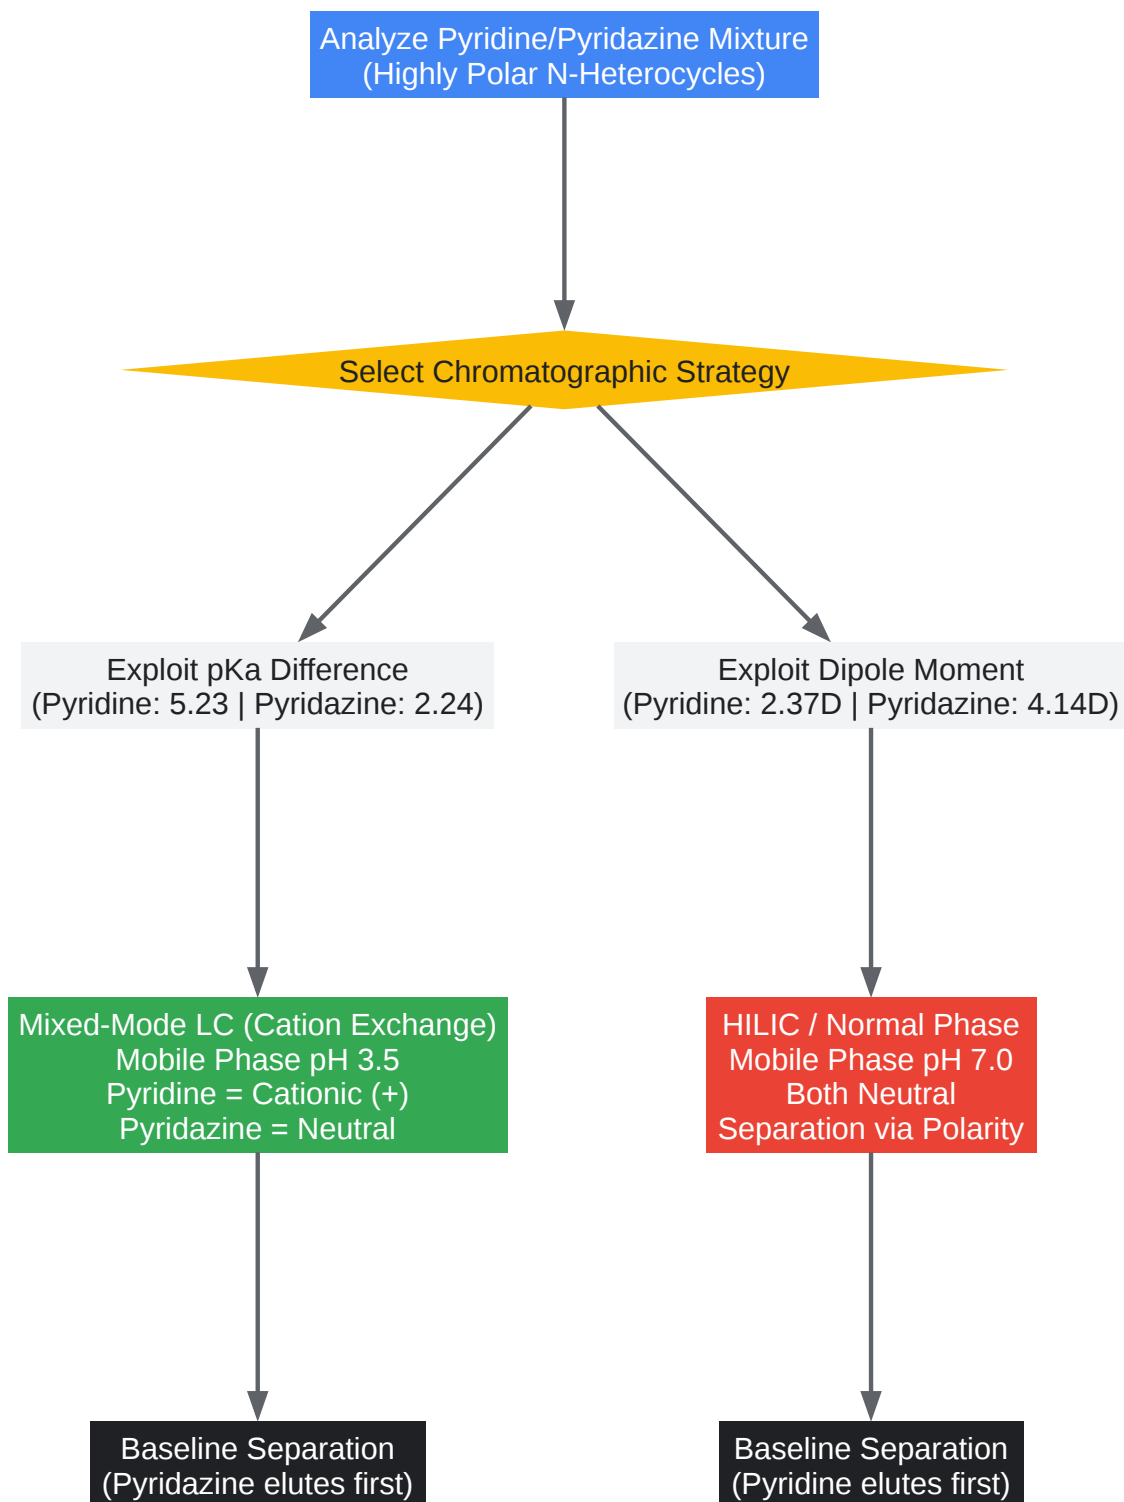 Analyze Pyridine/Pyridazine Mixture
(Highly Polar N-Heterocycles)
Select Chromatographic Strategy
Exploit pKa Difference
(Pyridine: 5.23 | Pyridazine: 2.24)
Exploit Dipole Moment
(Pyridine: 2.37D | Pyridazine: 4.14D)
Mixed-Mode LC (Cation Exchange)
Mobile Phase pH 3.5
Pyridine = Cationic (+)
Pyridazine = Neutral
HILIC / Normal Phase
Mobile Phase pH 7.0
Both Neutral
Separation via Polarity
Baseline Separation
(Pyridazine elutes first)
Baseline Separation
(Pyridine elutes first)